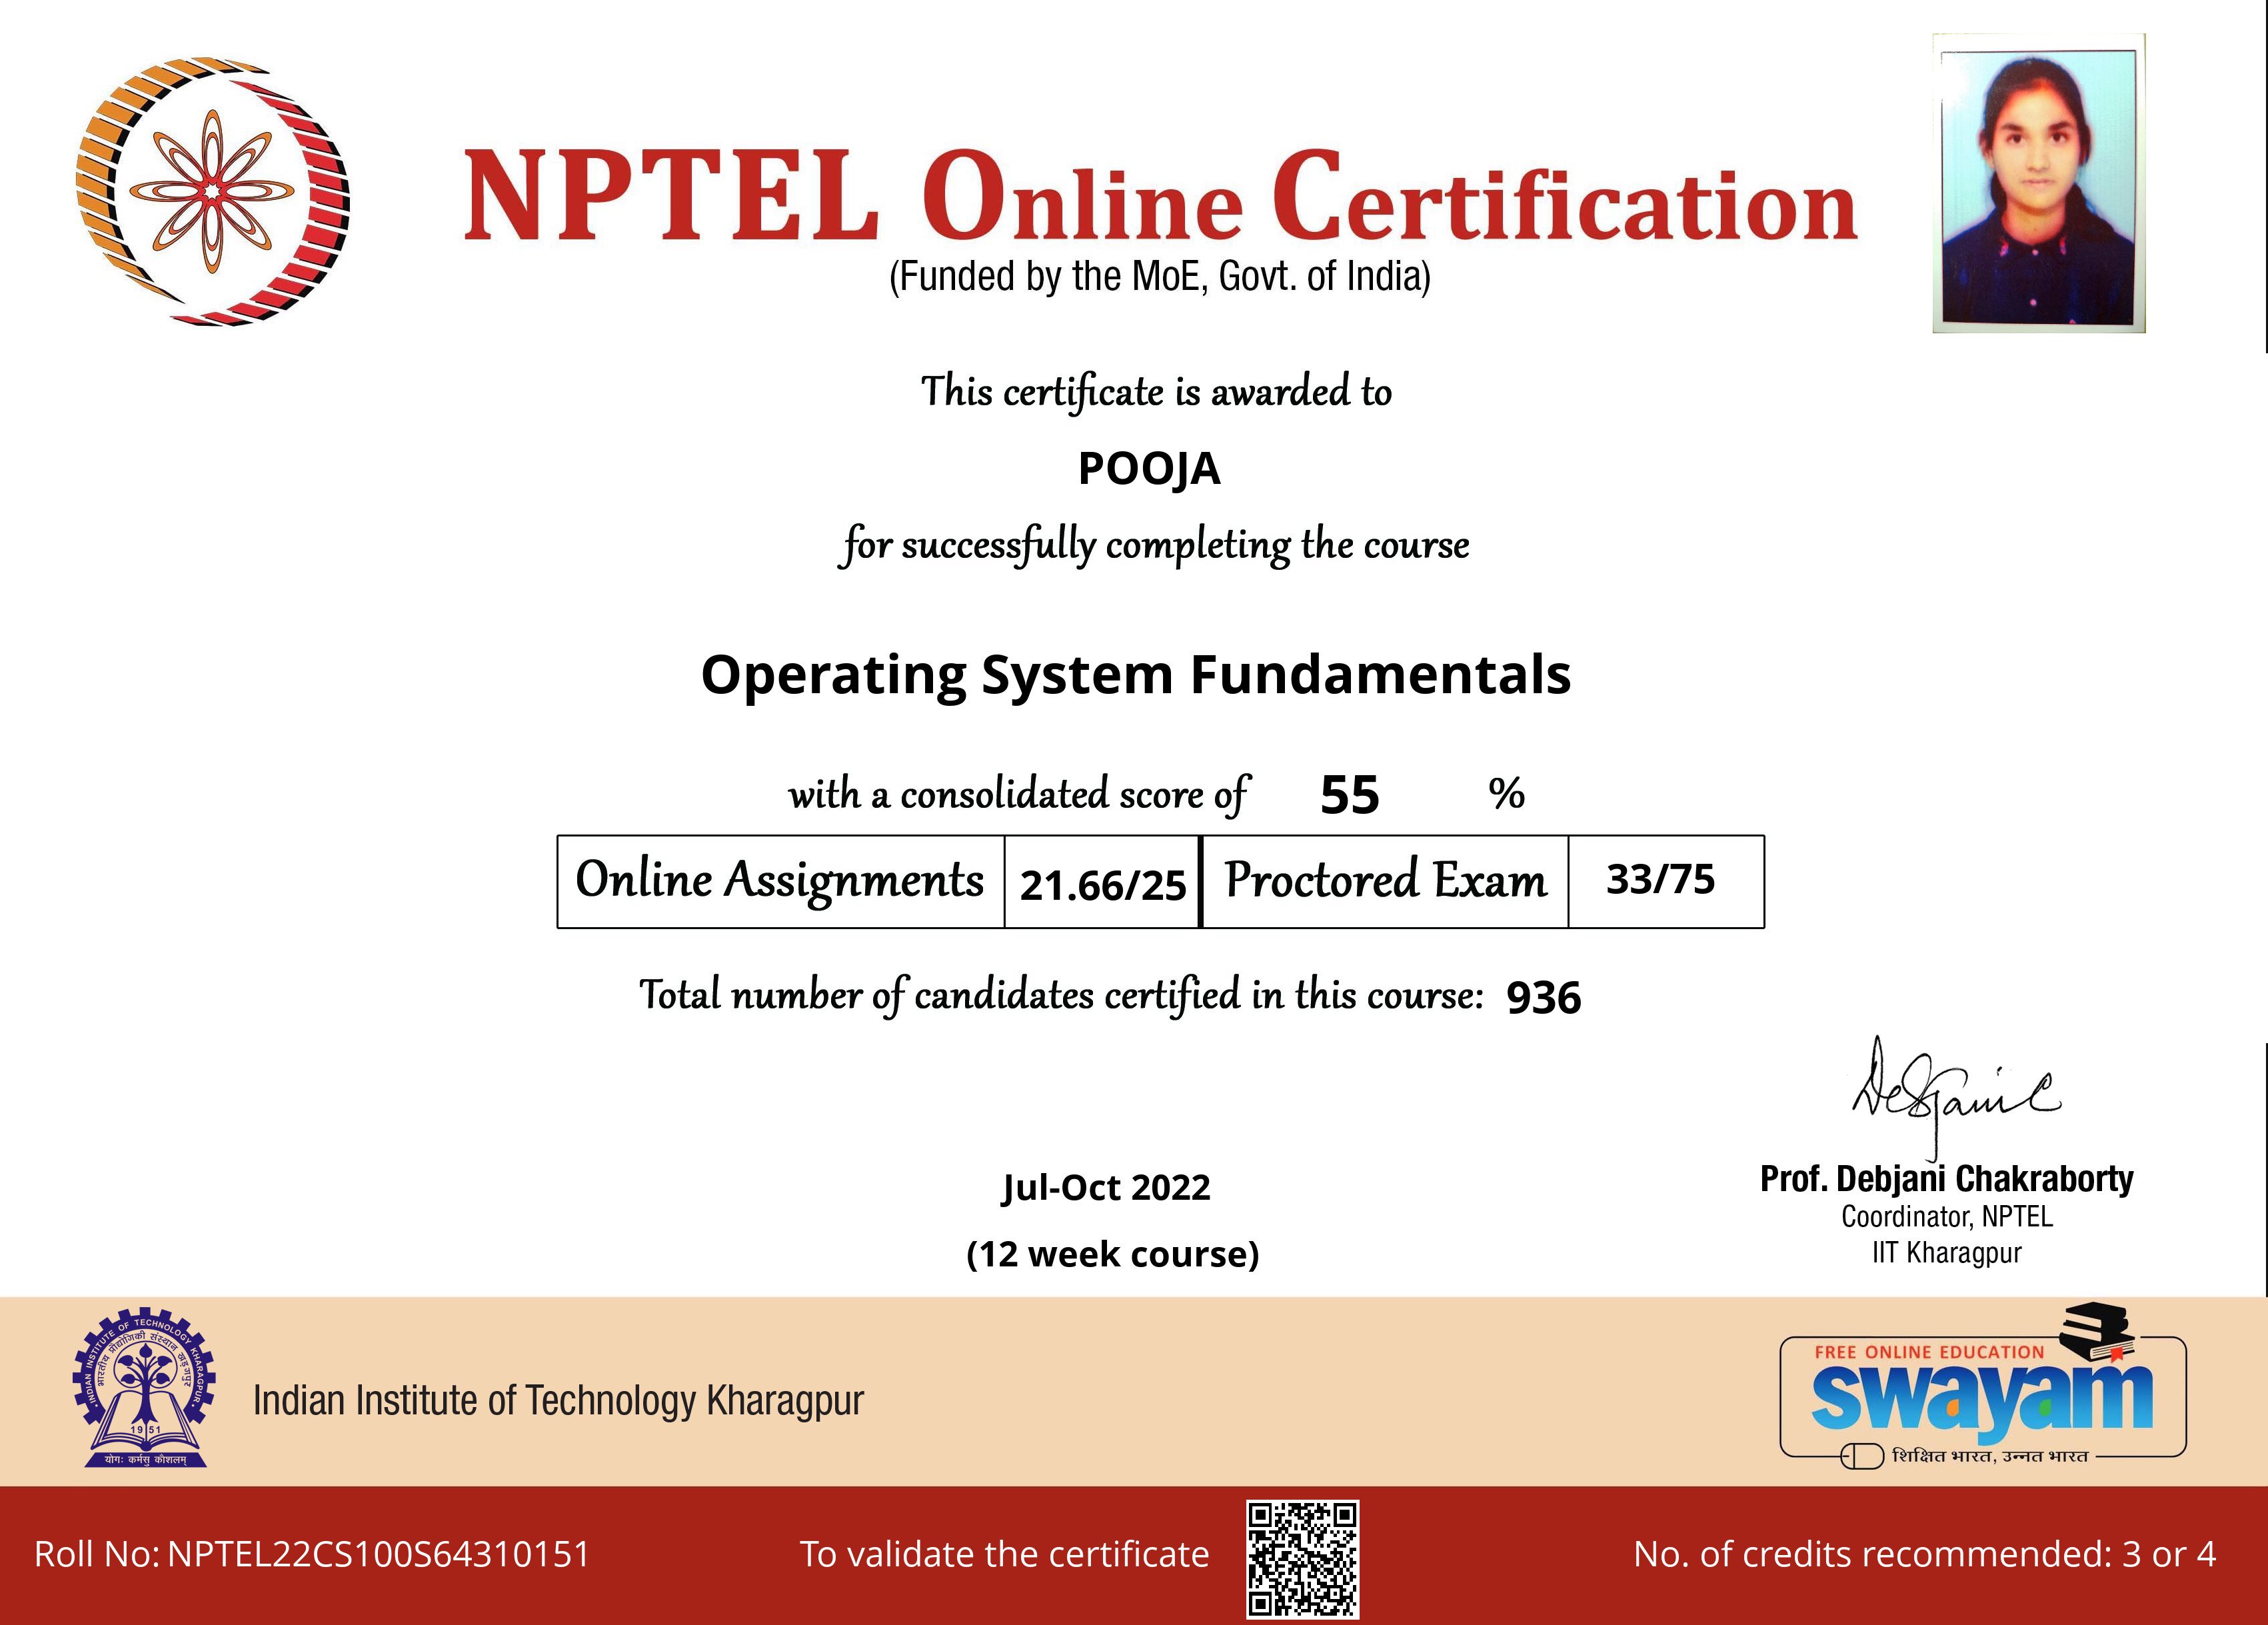 NPTEL Online Certification
(Funded by the MoE, Govt. of India)
This certificate is awarded to
POOJA
for successfully completing the course
Operating System Fundamentals
with a consolidated score of 55 %
Online Assignments 21.66/25 Proctored Exam 33/75
Total number of candidates certified in this course: 936
Jul-Oct 2022
(12 week course)
Prof. Debjani Chakraborty
Coordinator, NPTEL
IIT Kharagpur
INDIAN INSTITUTE OF TECHNOLOGY KHARAGPUR
भारतीय प्रौद्योगिकी संस्थान खड़गपुर
1951
योगः कर्मसु कौशलम्
Indian Institute of Technology Kharagpur
FREE ONLINE EDUCATION
swayam
शिक्षित भारत, उन्नत भारत
Roll No: NPTEL22CS100S64310151
To validate the certificate
No. of credits recommended: 3 or 4